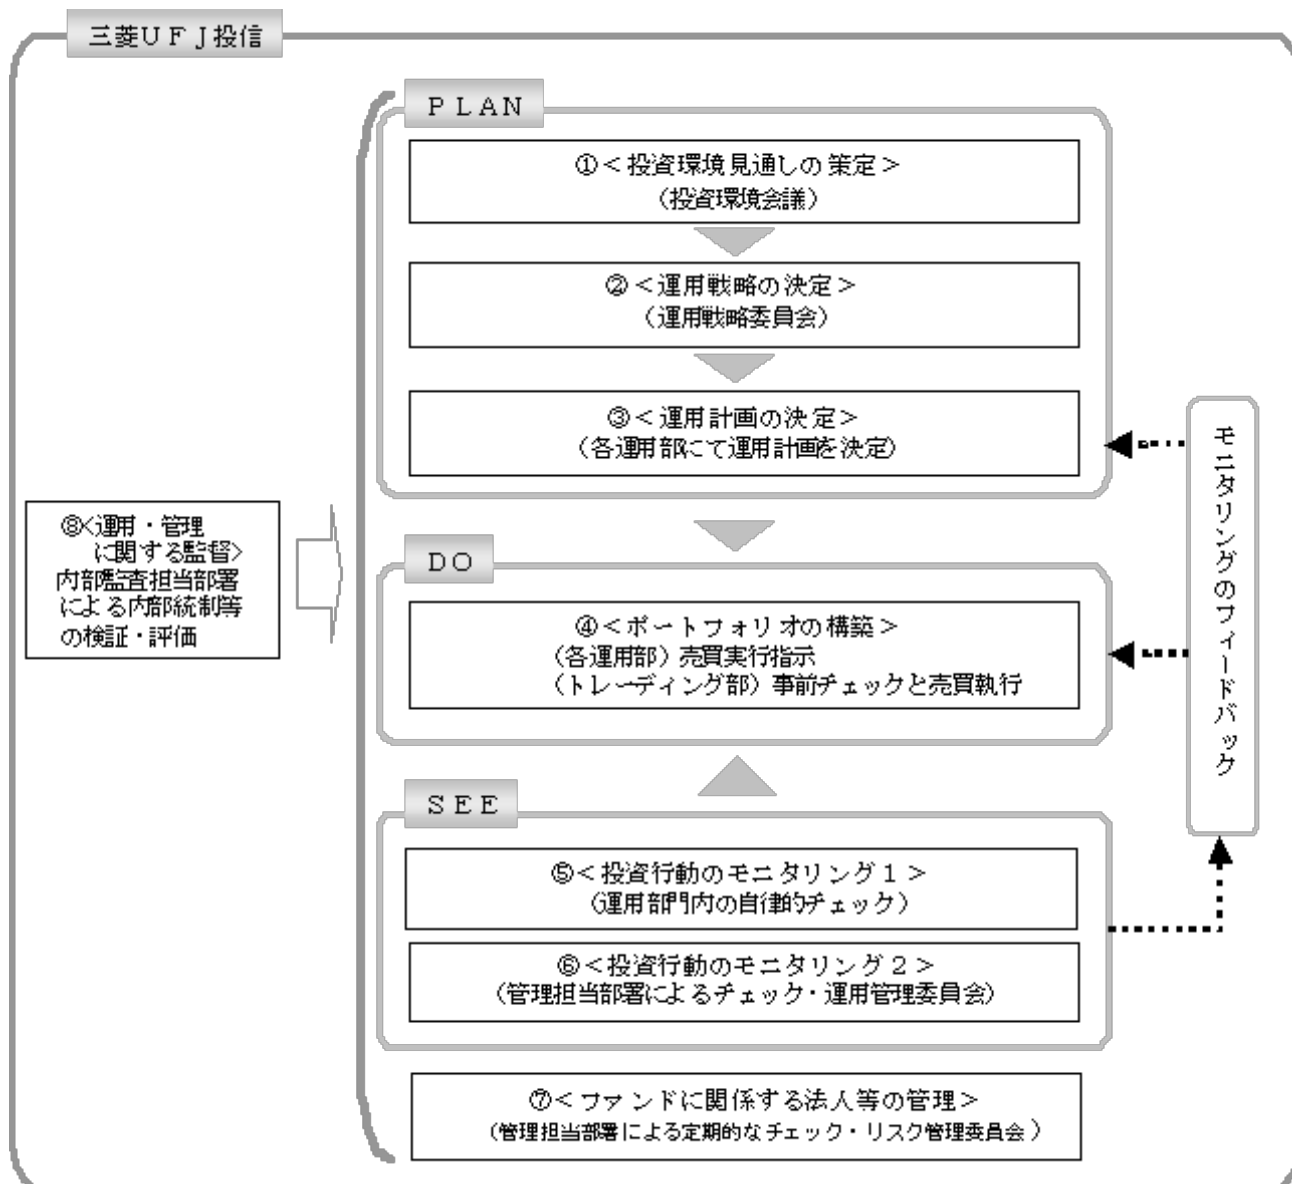 三菱ＵＦＪ投信
ＰＬＡＮ
①＜投資環境見通しの策定＞
（投資環境会議）
②＜運用戦略の決定＞
（運用戦略委員会）
③＜運用計画の決定＞
（各運用部にて運用計画を決定）
モニタリングのフィードバック
⑧＜運用・管理
に関する監督＞
内部監査担当部署
による内部統制等
の検証・評価
ＤＯ
④＜ポートフォリオの構築＞
（各運用部）売買実行指示
（トレーディング部）事前チェックと売買執行
ＳＥＥ
⑤＜投資行動のモニタリング１＞
（運用部門内の自律的チェック）
⑥＜投資行動のモニタリング２＞
（管理担当部署によるチェック・運用管理委員会）
⑦＜ファンドに関係する法人等の管理＞
（管理担当部署による定期的なチェック・リスク管理委員会）